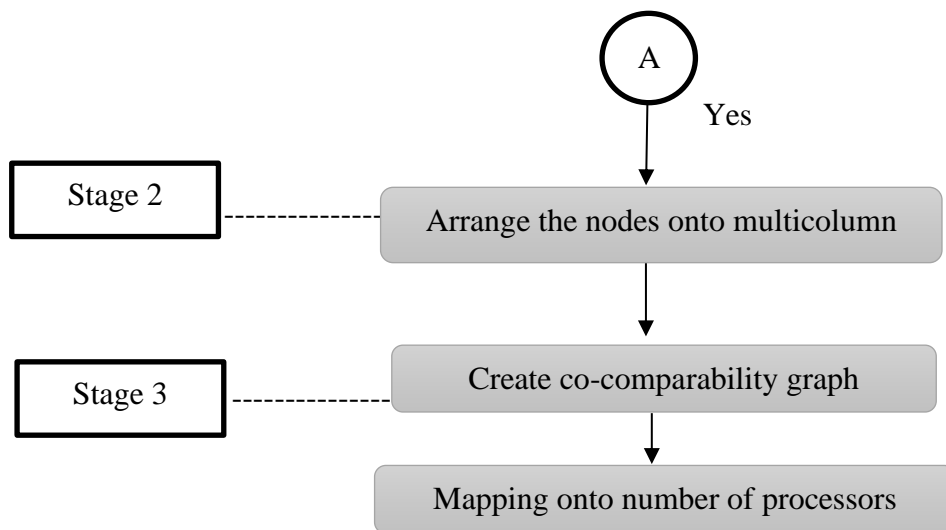 A
Yes
Stage 2
Arrange the nodes onto multicolumn
Stage 3
Create co-comparability graph
Mapping onto number of processors